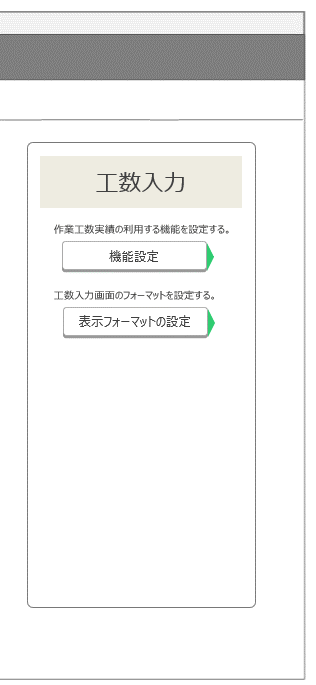 工数入力
作業工数実績の利用する機能を設定する。
機能設定
工数入力画面のフォーマットを設定する。
表示フォーマットの設定